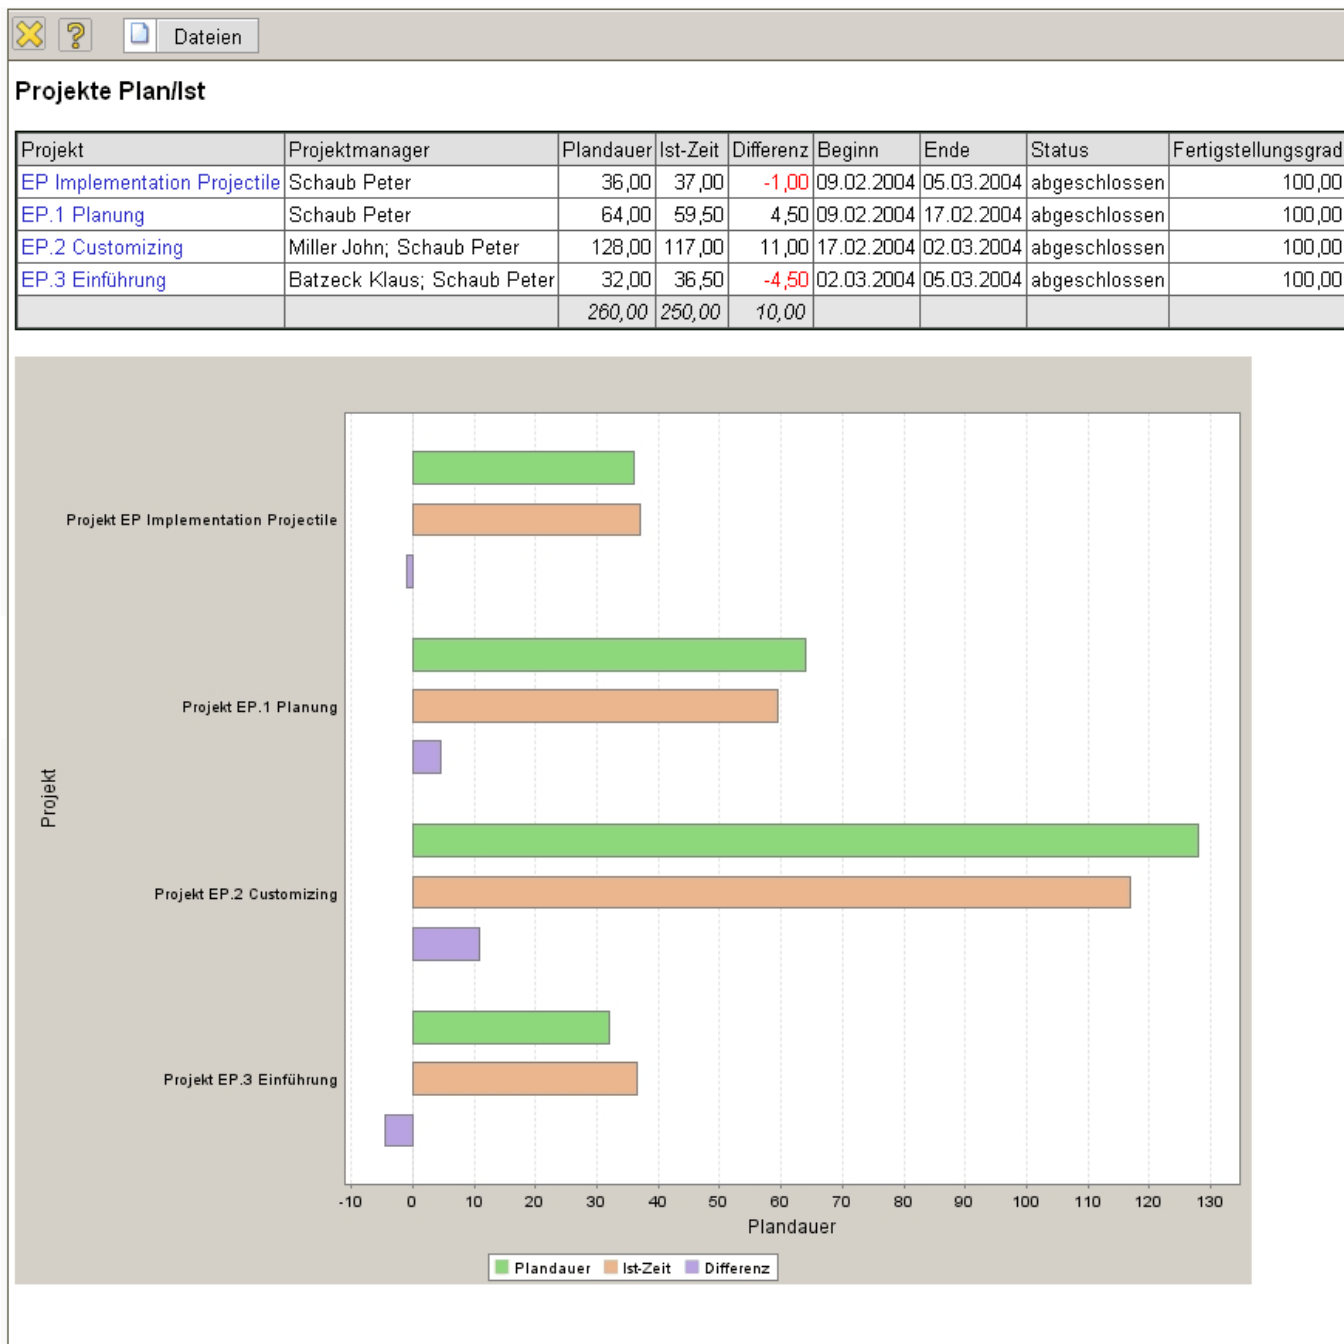 Dateien
Projekte Plan/Ist
Projekt Projektmanager Plandauer Ist-Zeit Differenz Beginn Ende Status Fertigstellungsgrad
EP Implementation Projectile Schaub Peter 36,00 37,00 -1,00 09.02.2004 05.03.2004 abgeschlossen 100,00
EP.1 Planung Schaub Peter 64,00 59,50 4,50 09.02.2004 17.02.2004 abgeschlossen 100,00
EP.2 Customizing Miller John; Schaub Peter 128,00 117,00 11,00 17.02.2004 02.03.2004 abgeschlossen 100,00
EP.3 Einführung Batzeck Klaus; Schaub Peter 32,00 36,50 -4,50 02.03.2004 05.03.2004 abgeschlossen 100,00
260,00 250,00 10,00
Projekt EP Implementation Projectile
Projekt EP.1 Planung
Projekt
Projekt EP.2 Customizing
Projekt EP.3 Einführung
-10 0 10 20 30 40 50 60 70 80 90 100 110 120 130
Plandauer
Plandauer Ist-Zeit Differenz